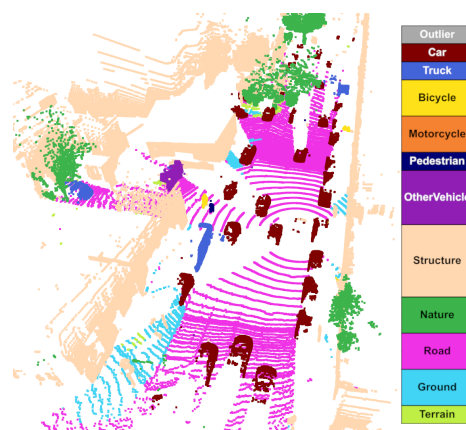 Outlier
Car
Truck
Bicycle
Motorcycle
Pedestrian
OtherVehicle
Structure
Nature
Road
Ground
Terrain